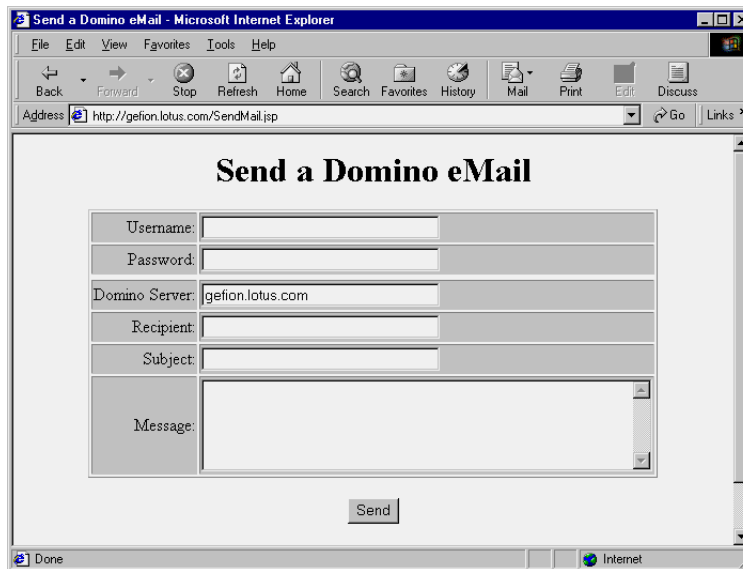 Send a Domino eMail - Microsoft Internet Explorer
File Edit View Favorites Tools Help
Back Forward Stop Refresh Home Search Favorites History Mail Print Edit Discuss
Address http://gefion.lotus.com/SendMail.jsp Go Links
Send a Domino eMail
Username:
Password:
Domino Server: gefion.lotus.com
Recipient:
Subject:
Message:
Send
Done Internet